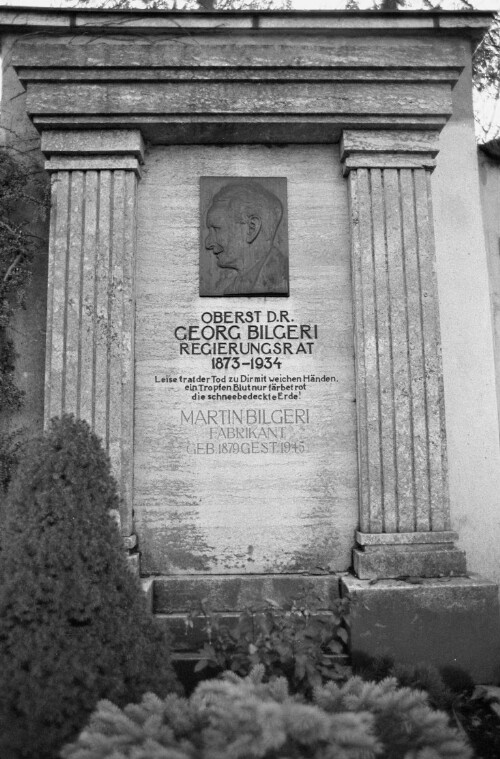 OBERST D.R.
GEORG BILGERI
REGIERUNGSRAT
1873-1934
Leise trat der Tod zu Dir mit weichen Händen,
ein Tropfen Blut nur färbet rot
die schneebedeckte Erde!
MARTIN BILGERI
FABRIKANT
GEB.1879 GEST.1945